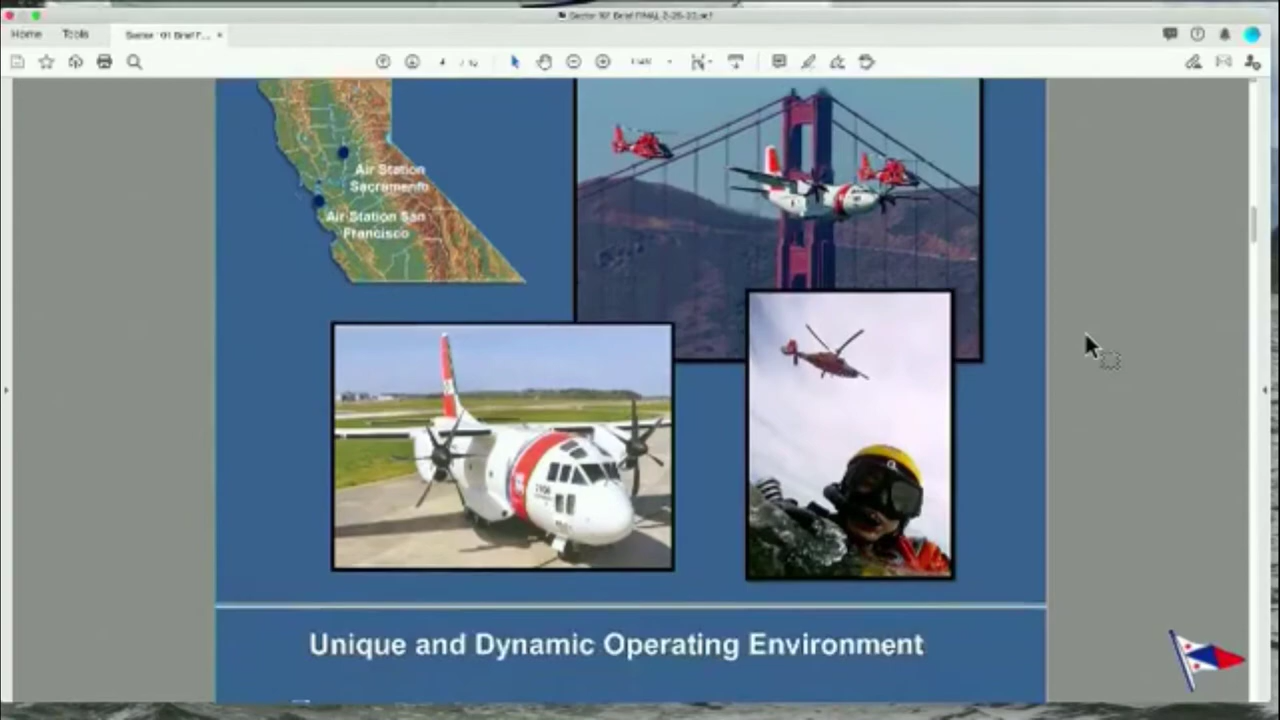 Home Tools
Air Station
Sacramento
Air Station San
Francisco
Unique and Dynamic Operating Environment